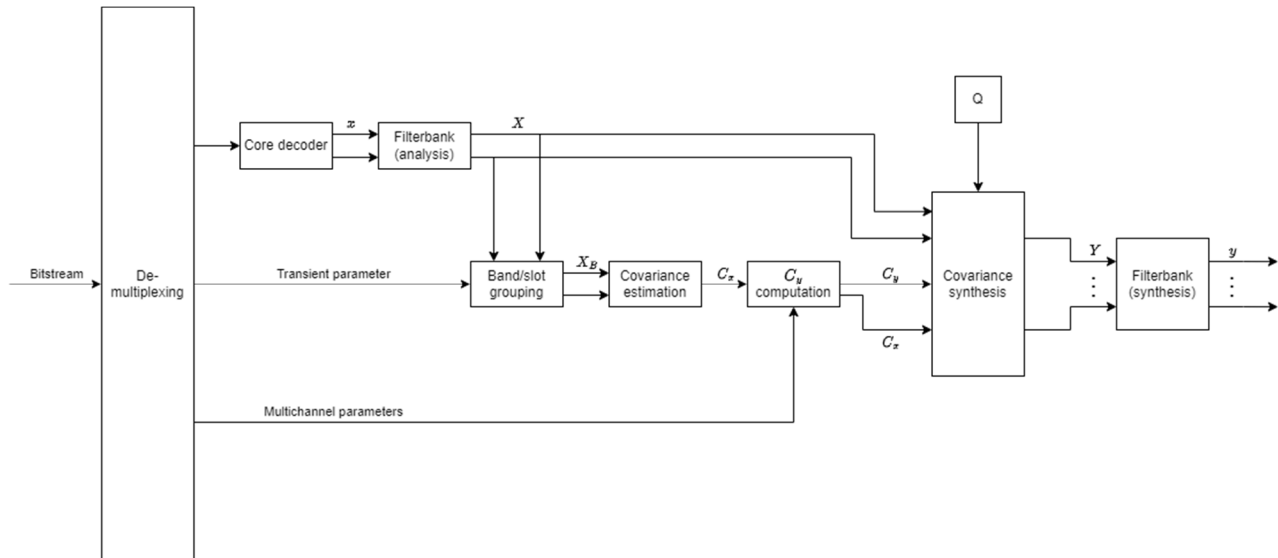 Q
x
X
Core decoder
Filterbank
(analysis)
Bitstream
De-
multiplexing
Transient parameter
Band/slot
grouping
X_B
Covariance
estimation
C_x
C_y
computation
C_y
C_x
Covariance
synthesis
Y
⋮
Filterbank
(synthesis)
y
⋮
Multichannel parameters